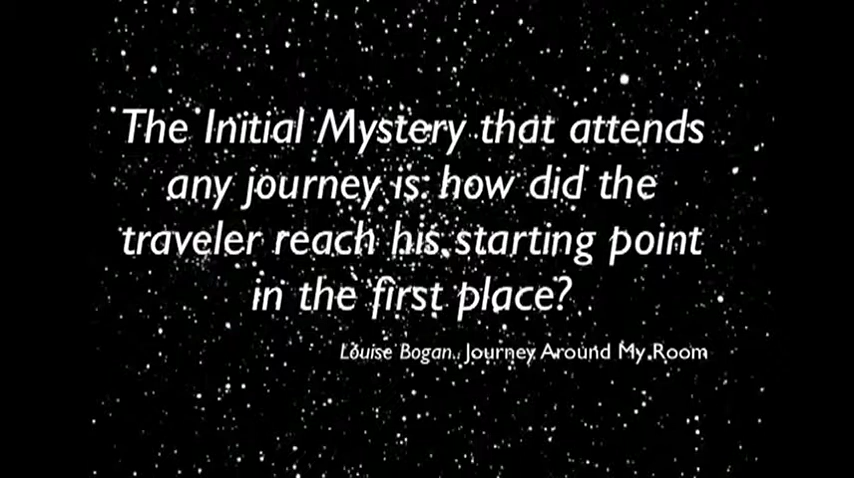 The Initial Mystery that attends
any journey is: how did the
traveler reach his starting point
in the first place?
Louise Bogan, Journey Around My Room